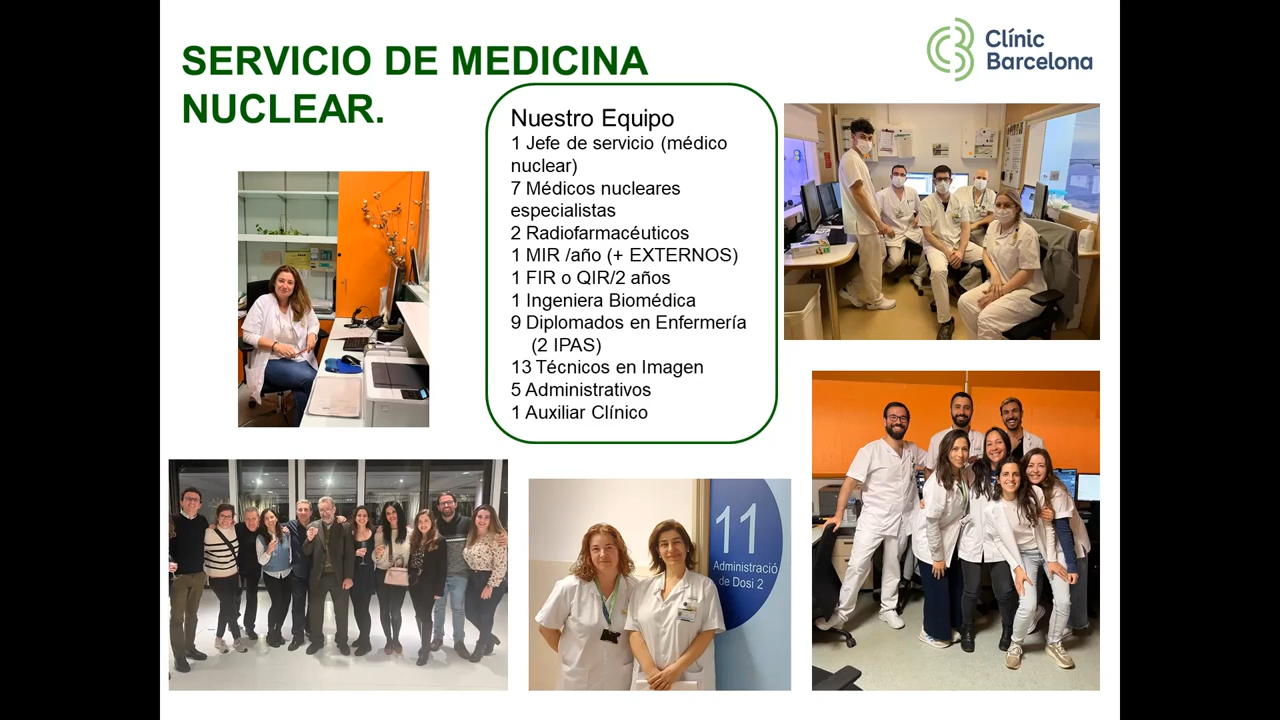 SERVICIO DE MEDICINA
NUCLEAR.
Clínic
Barcelona
Nuestro Equipo
1 Jefe de servicio (médico
nuclear)
7 Médicos nucleares
especialistas
2 Radiofarmacéuticos
1 MIR /año (+ EXTERNOS)
1 FIR o QIR/2 años
1 Ingeniera Biomédica
9 Diplomados en Enfermería
(2 IPAS)
13 Técnicos en Imagen
5 Administrativos
1 Auxiliar Clínico
11
Administració
de Dosi 2